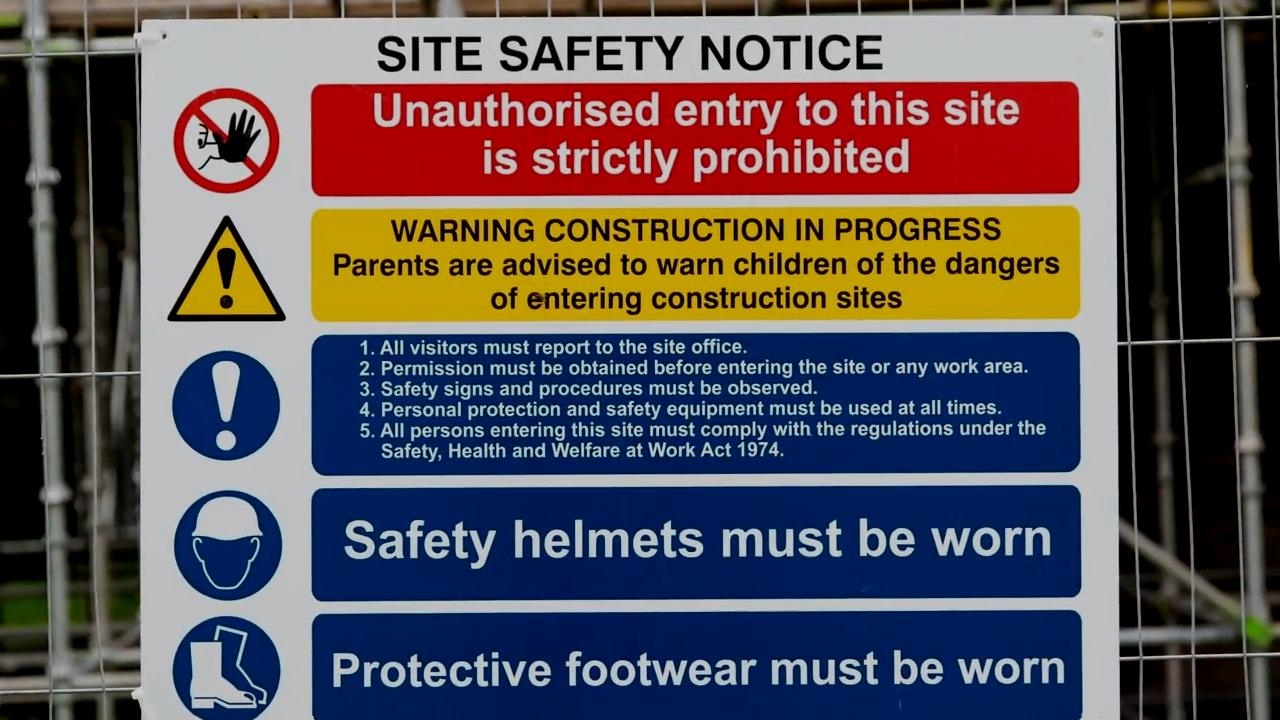 SITE SAFETY NOTICE
Unauthorised entry to this site
is strictly prohibited
WARNING CONSTRUCTION IN PROGRESS
Parents are advised to warn children of the dangers
of entering construction sites
1. All visitors must report to the site office.
2. Permission must be obtained before entering the site or any work area.
3. Safety signs and procedures must be observed.
4. Personal protection and safety equipment must be used at all times.
5. All persons entering this site must comply with the regulations under the
Safety, Health and Welfare at Work Act 1974.
Safety helmets must be worn
Protective footwear must be worn